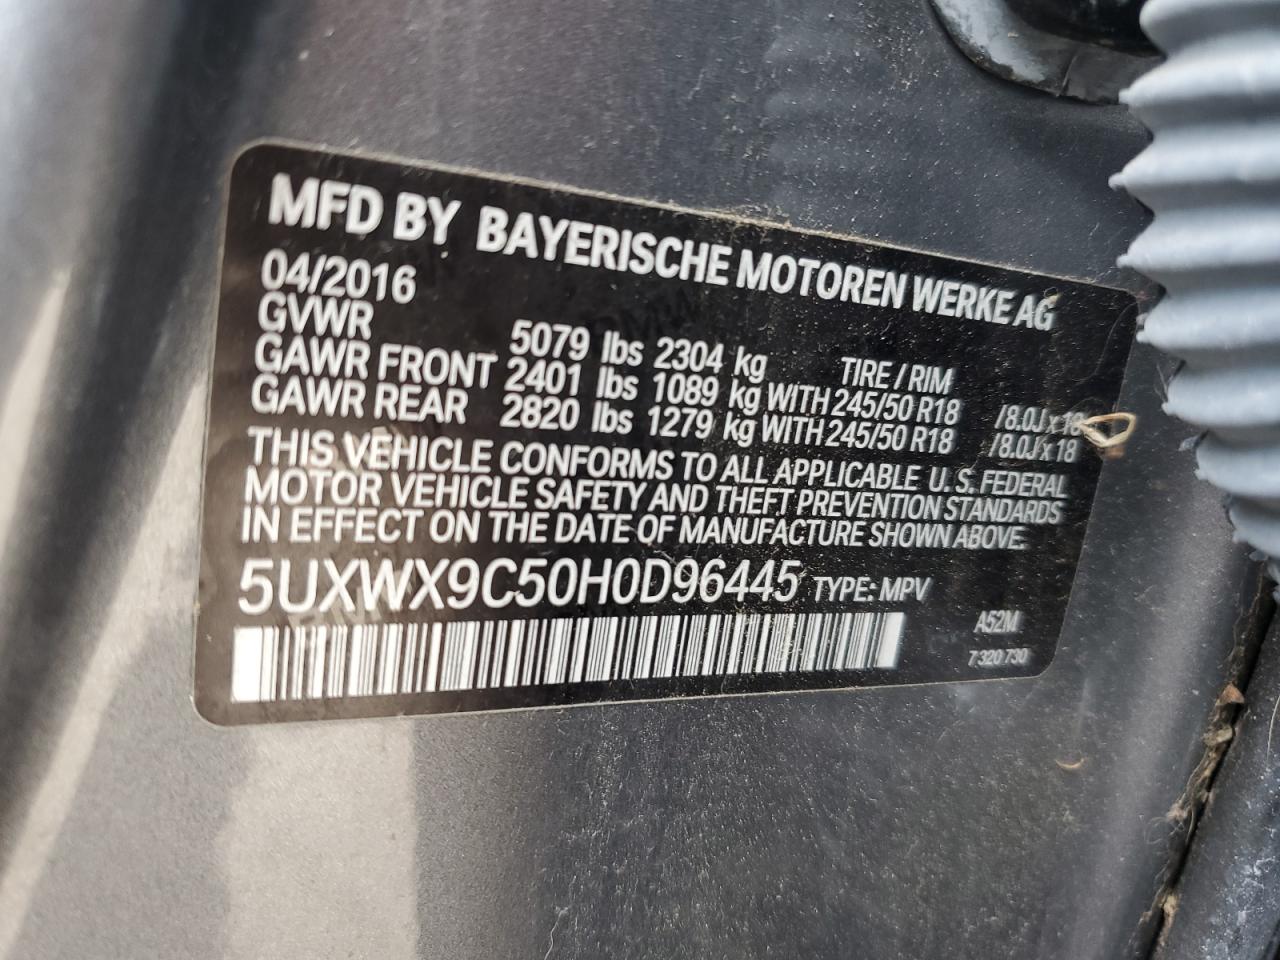 MFD BY BAYERISCHE MOTOREN WERKE AG
04/2016
GVWR 5079 lbs 2304 kg TIRE / RIM
GAWR FRONT 2401 lbs 1089 kg WITH 245/50 R18 /8.0J x 18
GAWR REAR 2820 lbs 1279 kg WITH 245/50 R18 /8.0J x 18
THIS VEHICLE CONFORMS TO ALL APPLICABLE U.S. FEDERAL
MOTOR VEHICLE SAFETY AND THEFT PREVENTION STANDARDS
IN EFFECT ON THE DATE OF MANUFACTURE SHOWN ABOVE.
5UXWX9C50H0D96445 TYPE: MPV
A52M
7 320 730